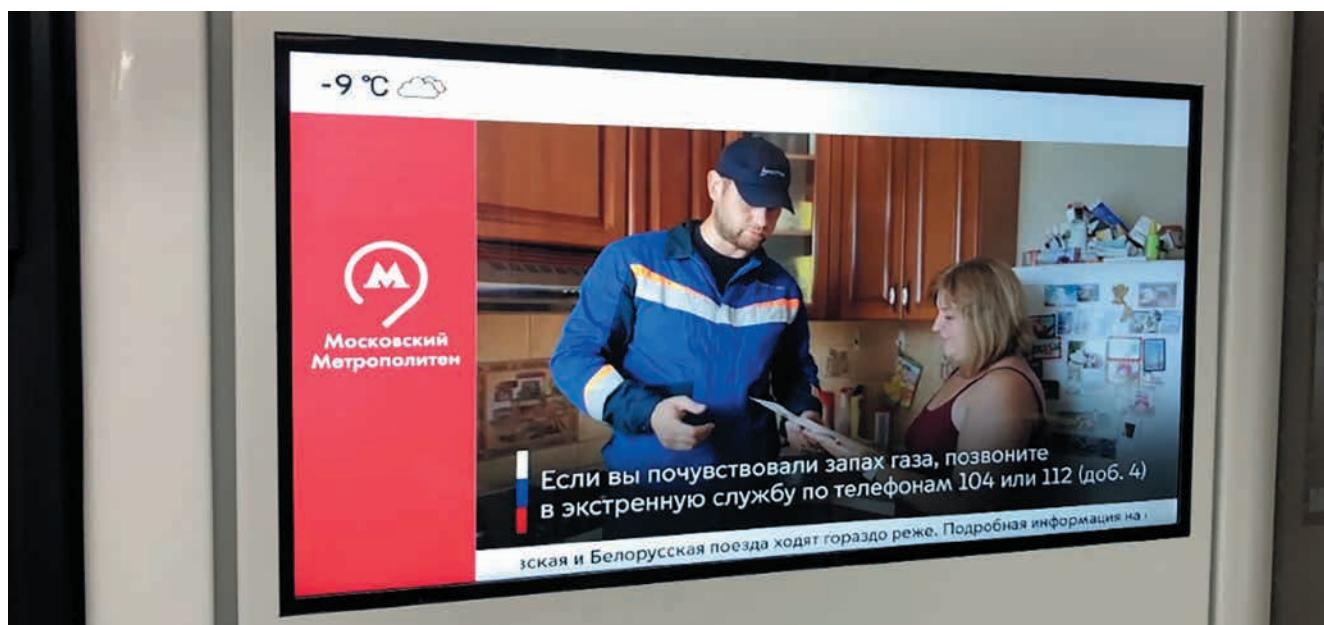 -9 °C
Московский
Метрополитен
Если вы почувствовали запах газа, позвоните
в экстренную службу по телефонам 104 или 112 (доб. 4)
зская и Белорусская поезда ходят гораздо реже. Подробная информация на